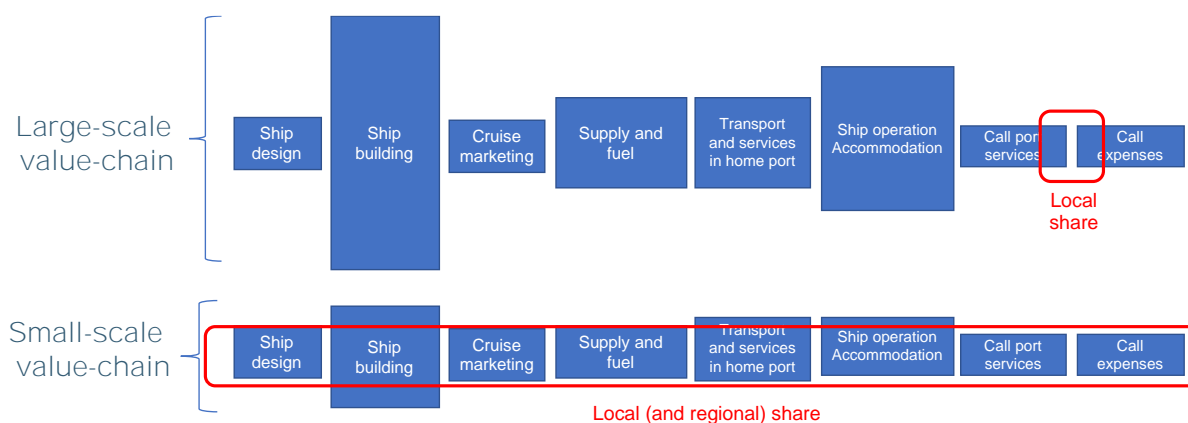 Large-scale
value-chain
Ship
design
Ship
building
Cruise
marketing
Supply and
fuel
Transport
and services
in home port
Ship operation
Accommodation
Call port
services
Call
expenses
Local
share
Small-scale
value-chain
Ship
design
Ship
building
Cruise
marketing
Supply and
fuel
Transport
and services
in home port
Ship operation
Accommodation
Call port
services
Call
expenses
Local (and regional) share